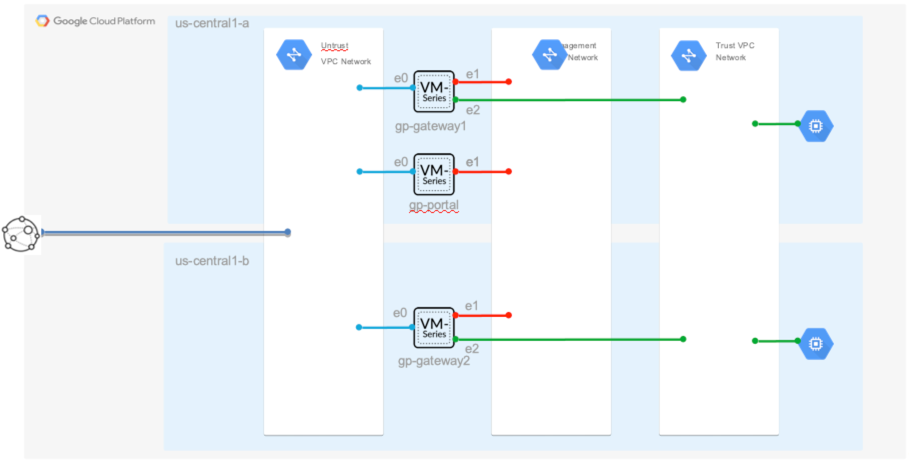 Google Cloud Platform
us-central1-a
Untrust
VPC Network
agement
Network
Trust VPC
Network
e0
VM-
Series
e1
e2
gp-gateway1
e0
VM-
Series
e1
gp-portal
us-central1-b
e0
VM-
Series
e1
e2
gp-gateway2